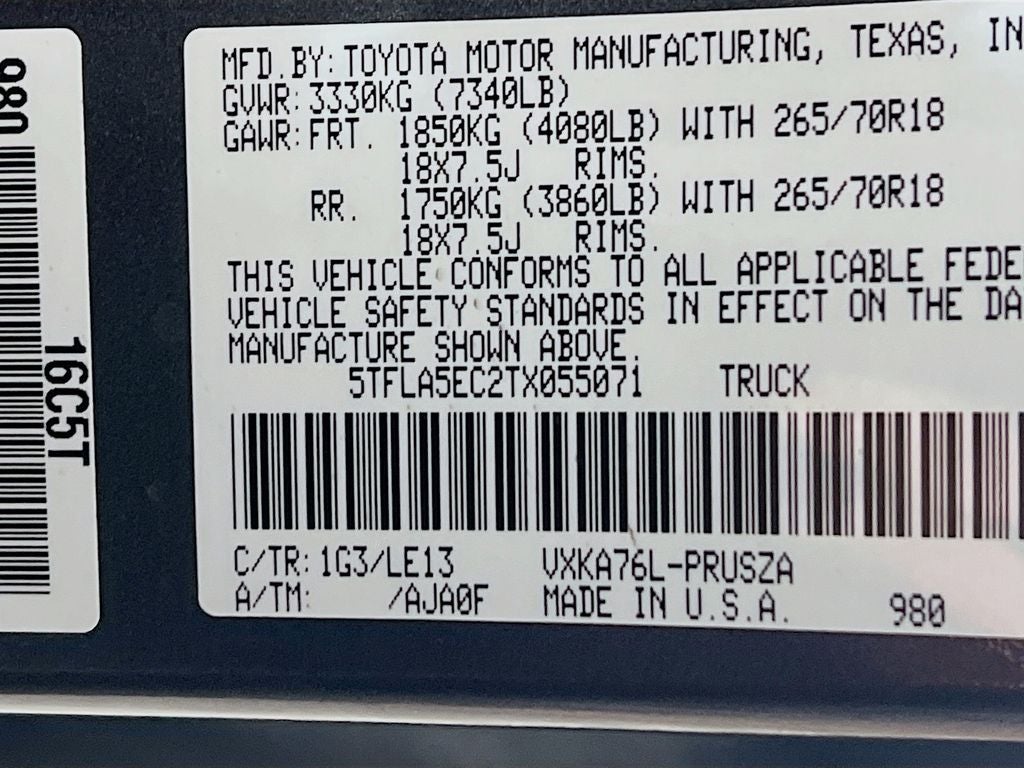 980
16C5T
MFD.BY:TOYOTA MOTOR MANUFACTURING, TEXAS, IN
GVWR:3330KG (7340LB)
GAWR:FRT. 1850KG (4080LB) WITH 265/70R18
18X7.5J RIMS.
RR. 1750KG (3860LB) WITH 265/70R18
18X7.5J RIMS.
THIS VEHICLE CONFORMS TO ALL APPLICABLE FEDE
VEHICLE SAFETY STANDARDS IN EFFECT ON THE DA
MANUFACTURE SHOWN ABOVE.
5TFLA5EC2TX055071 TRUCK
C/TR:1G3/LE13 VXKA76L-PRUSZA
A/TM: /AJA0F MADE IN U.S.A. 980